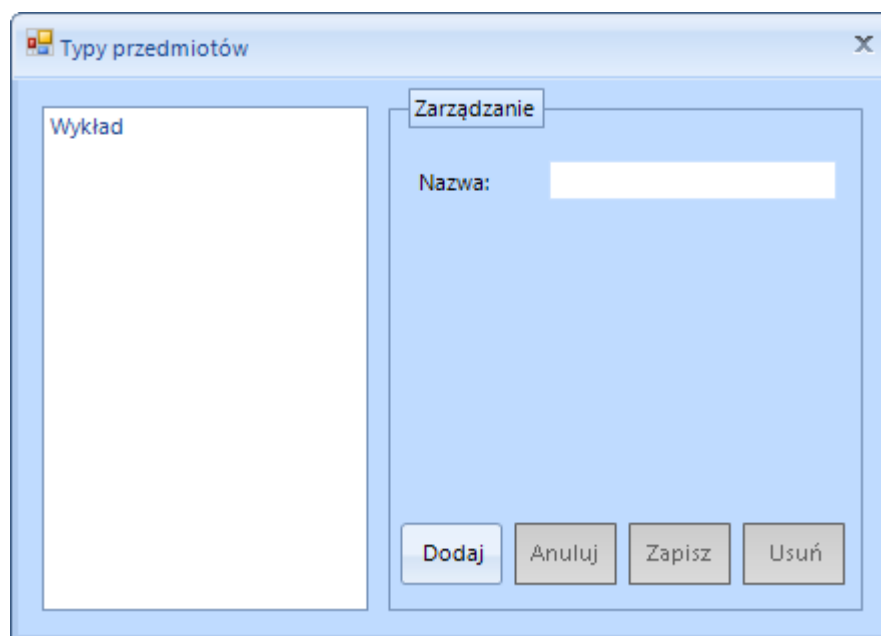 Typy przedmiotów
Wykład
Zarządzanie
Nazwa:
Dodaj Anuluj Zapisz Usuń